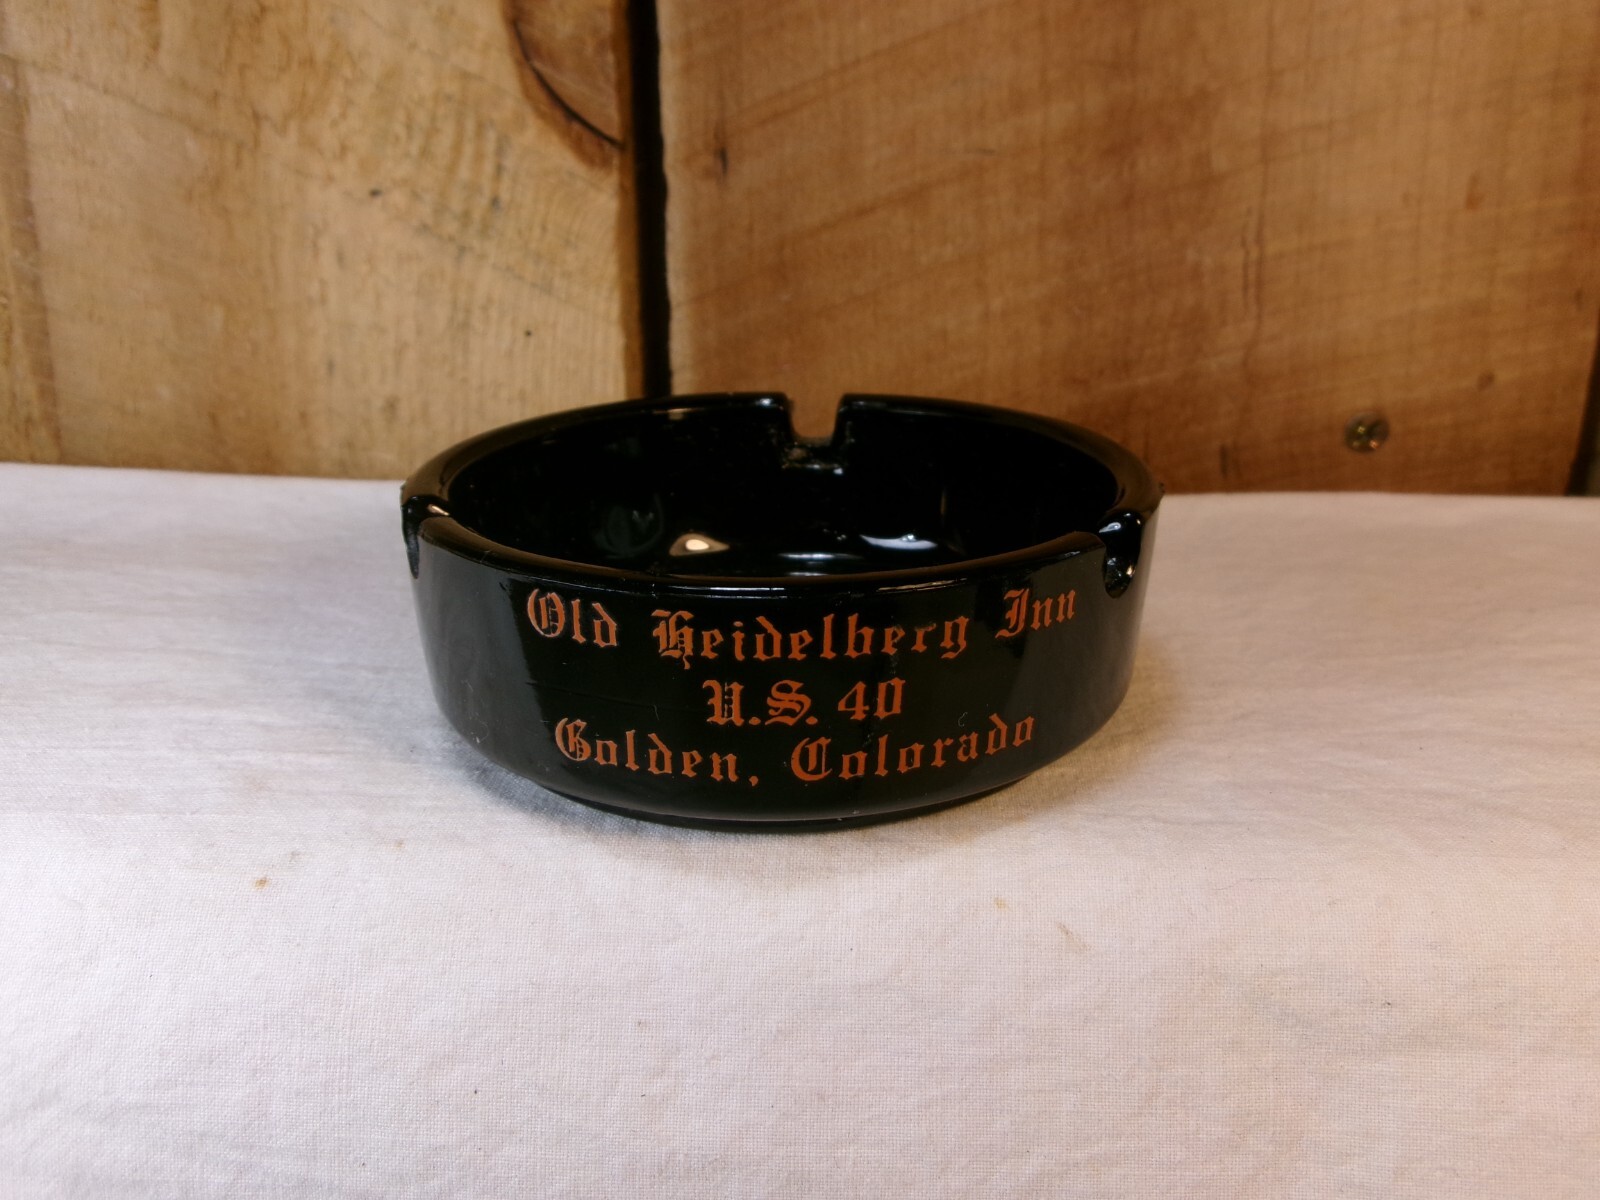 Old Heidelberg Inn
U.S. 40
Golden, Colorado